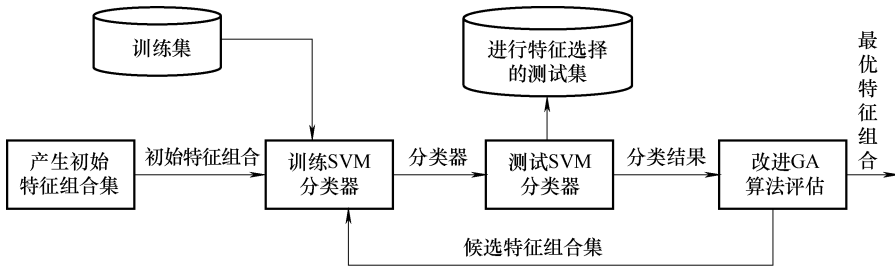 训练集
进行特征选择
的测试集
最优特征组合
产生初始
特征组合集
初始特征组合
训练SVM
分类器
分类器
测试SVM
分类器
分类结果
改进GA
算法评估
候选特征组合集